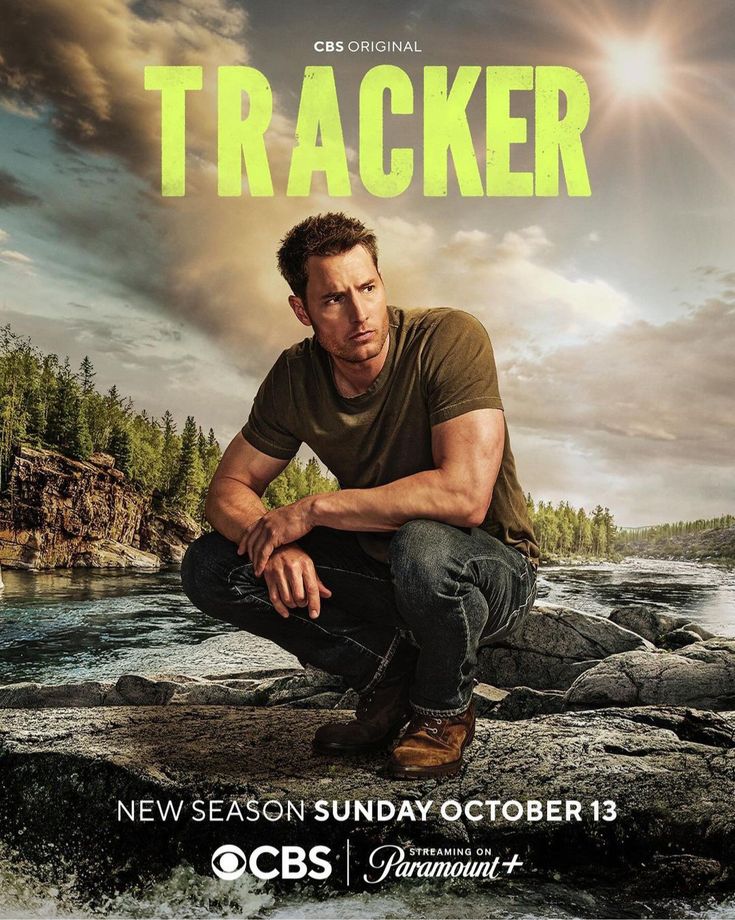 CBS ORIGINAL
TRACKER
NEW SEASON SUNDAY OCTOBER 13
CBS
STREAMING ON
Paramount+